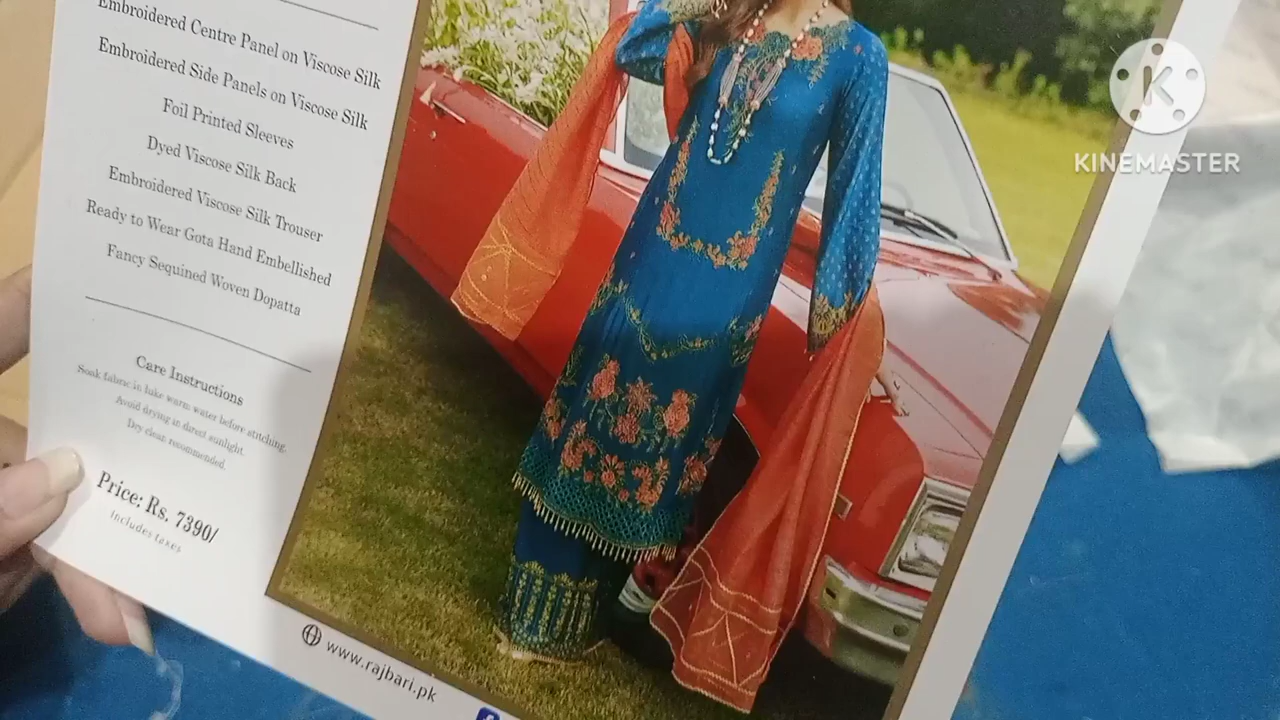 Embroidered Centre Panel on Viscose Silk
Embroidered Side Panels on Viscose Silk
Foil Printed Sleeves
Dyed Viscose Silk Back
Embroidered Viscose Silk Trouser
Ready to Wear Gota Hand Embellished
Fancy Sequined Woven Dopatta
Care Instructions
Soak fabric in luke warm water before stitching.
Avoid drying in direct sunlight.
Dry clean recommended.
Price: Rs. 7390/
Includes taxes
www.rajbari.pk
K
KINEMASTER